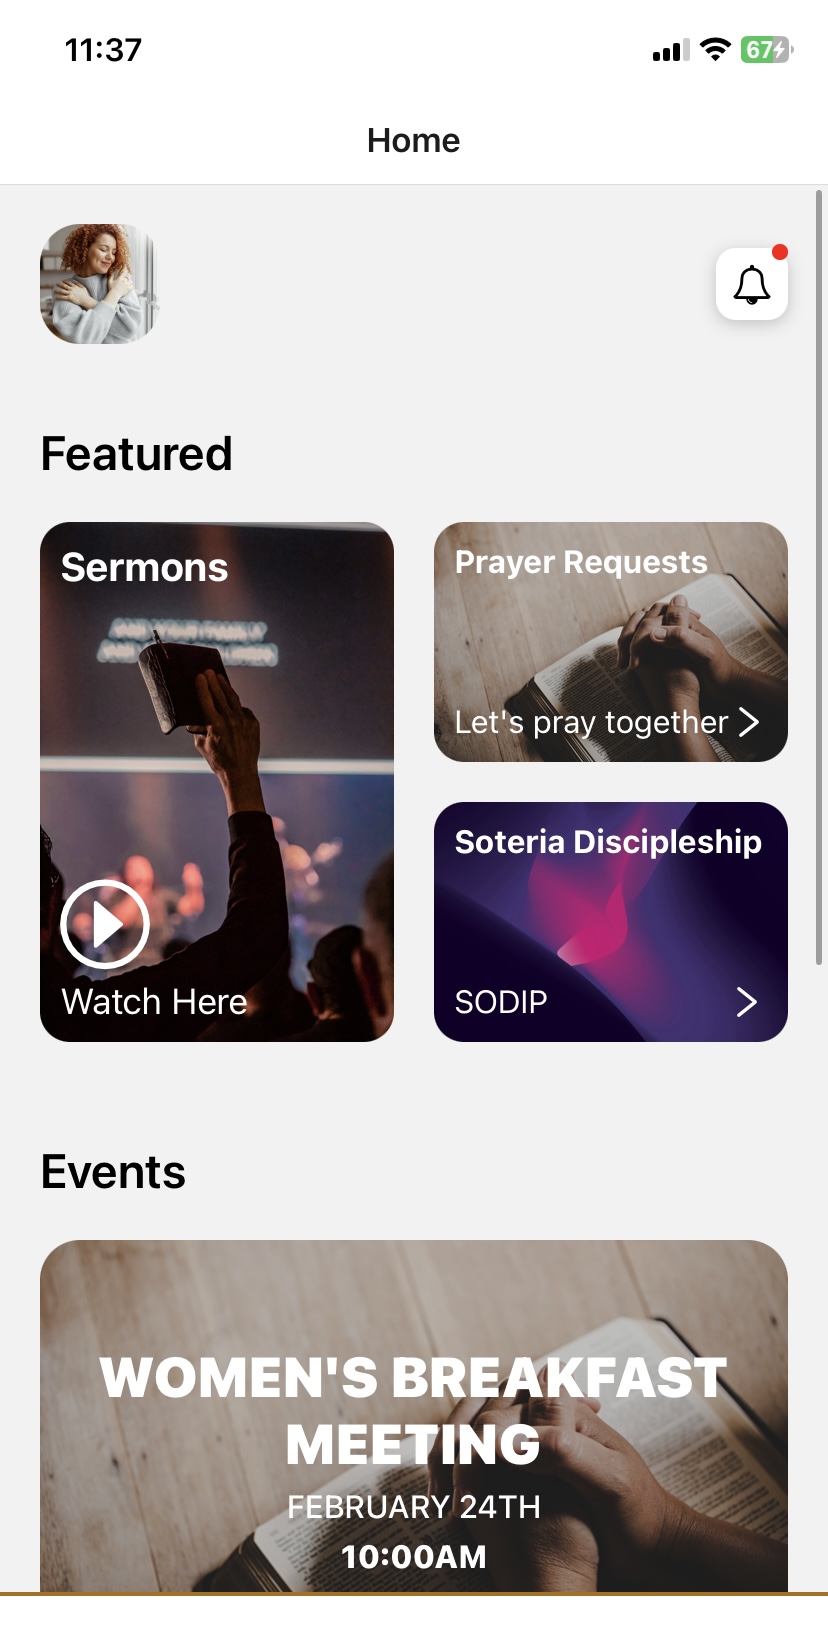 11:37
67
Home
Featured
Sermons
Watch Here
Prayer Requests
Let's pray together
Soteria Discipleship
SODIP
Events
WOMEN'S BREAKFAST
MEETING
FEBRUARY 24TH
10:00AM